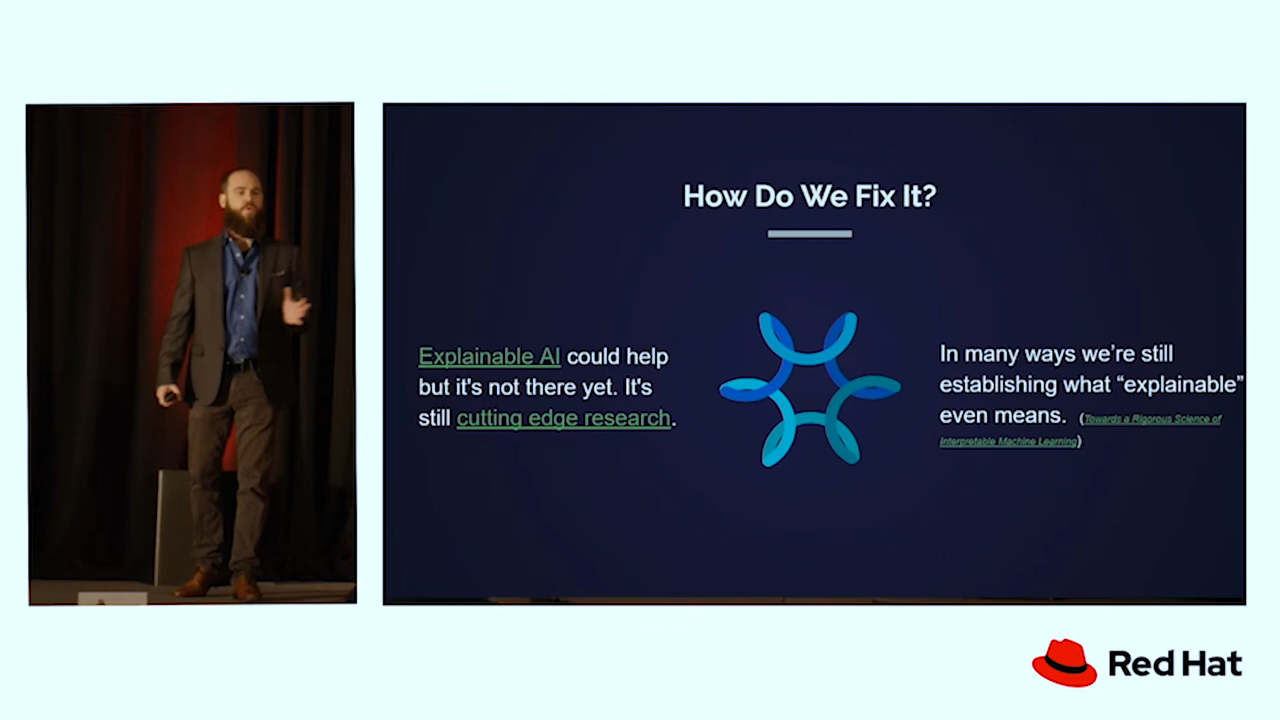 How Do We Fix It?
Explainable AI could help
but it's not there yet. It's
still cutting edge research.
In many ways we're still
establishing what “explainable”
even means. (Towards a Rigorous Science of
Interpretable Machine Learning)
Red Hat